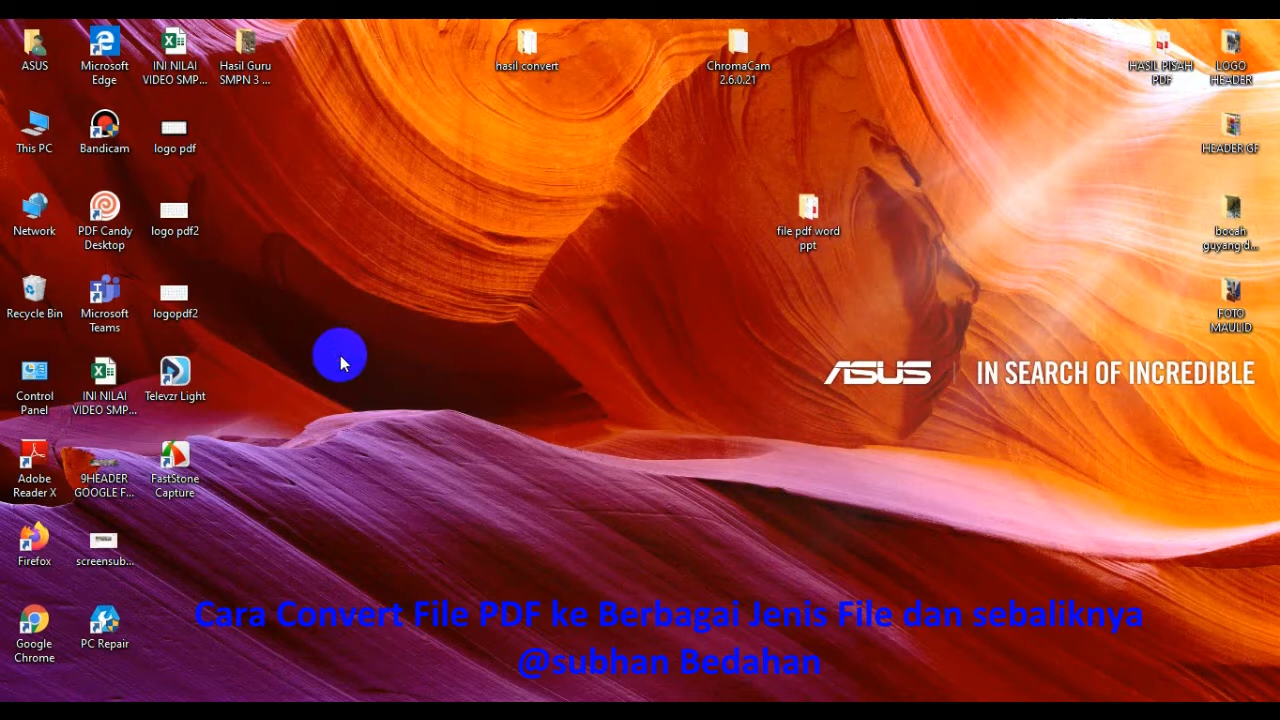 ASUS
Microsoft
Edge
INI NILAI
VIDEO SMP...
Hasil Guru
SMPN 3 ...
hasil convert
ChromaCam
2.6.0.21
HASIL PISAH
PDF
LOGO
HEADER
This PC
Bandicam
logo pdf
HEADER GF
Network
PDF Candy
Desktop
logo pdf2
file pdf word
ppt
bocah
guyang d...
Recycle Bin
Microsoft
Teams
logopdf2
FOTO
MAULID
Control
Panel
INI NILAI
VIDEO SMP...
Televzr Light
ASUS
IN SEARCH OF INCREDIBLE
Adobe
Reader X
9HEADER
GOOGLE F...
FastStone
Capture
Firefox
screensub...
Google
Chrome
PC Repair
Cara Convert File PDF ke Berbagai Jenis File dan sebaliknya
@subhan Bedahan